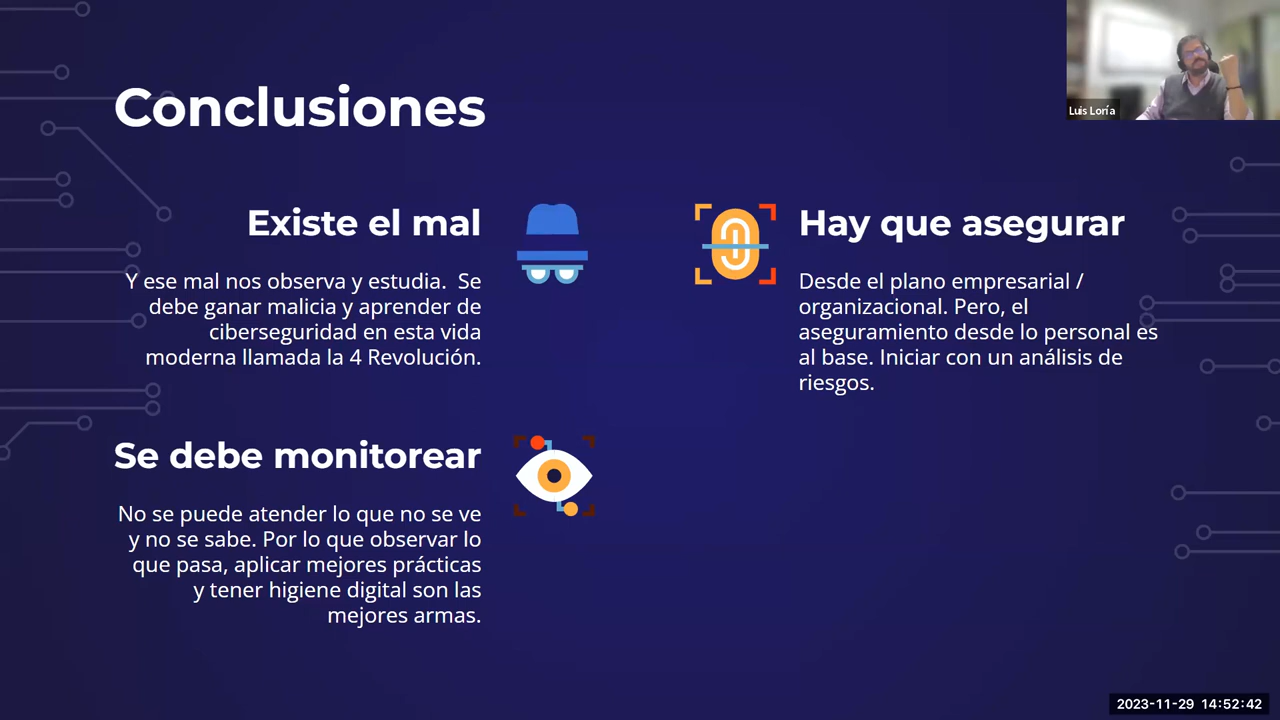 Conclusiones
Luis Loría
Existe el mal
Y ese mal nos observa y estudia.  Se
debe ganar malicia y aprender de
ciberseguridad en esta vida
moderna llamada la 4 Revolución.
Hay que asegurar
Desde el plano empresarial /
organizacional. Pero, el
aseguramiento desde lo personal es
al base. Iniciar con un análisis de
riesgos.
Se debe monitorear
No se puede atender lo que no se ve
y no se sabe. Por lo que observar lo
que pasa, aplicar mejores prácticas
y tener higiene digital son las
mejores armas.
2023-11-29 14:52:42